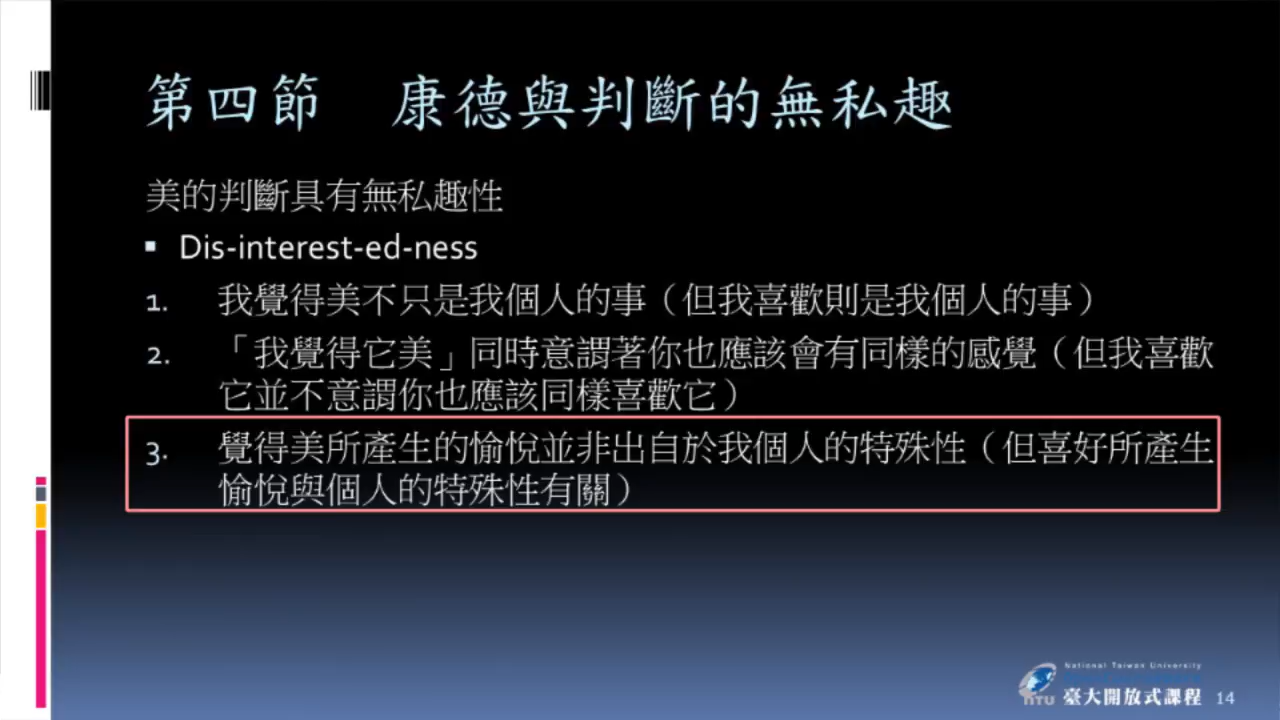 第四節 康德與判斷的無私趣
美的判斷具有無私趣性
▪ Dis-interest-ed-ness
1. 我覺得美不只是我個人的事（但我喜歡則是我個人的事）
2. 「我覺得它美」同時意謂著你也應該會有同樣的感覺（但我喜歡
它並不意謂你也應該同樣喜歡它）
3. 覺得美所產生的愉悅並非出自於我個人的特殊性（但喜好所產生
愉悅與個人的特殊性有關）
National Taiwan University
NTU 臺大開放式課程 14